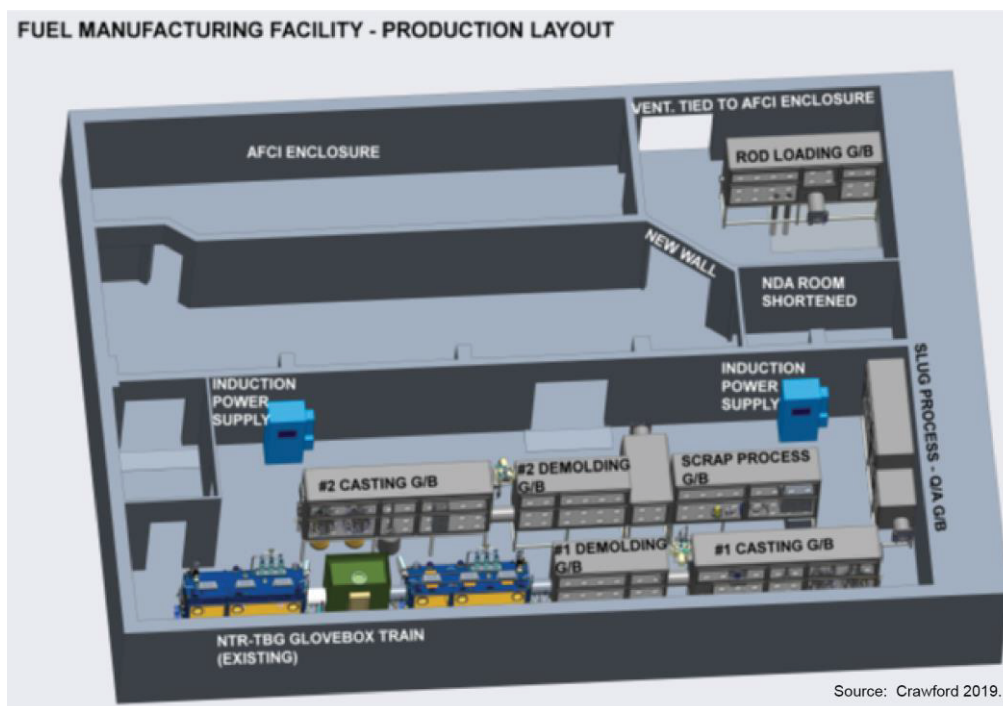 FUEL MANUFACTURING FACILITY - PRODUCTION LAYOUT
VENT. TIED TO AFCI ENCLOSURE
AFCI ENCLOSURE
ROD LOADING G/B
NEW WALL
NDA ROOM
SHORTENED
INDUCTION
POWER
SUPPLY
INDUCTION
POWER
SUPPLY
SLUG PROCESS - Q/A G/B
#2 CASTING G/B
#2 DEMOLDING
G/B
SCRAP PROCESS
G/B
#1 DEMOLDING
G/B
#1 CASTING G/B
NTR-TBG GLOVEBOX TRAIN
(EXISTING)
Source: Crawford 2019.